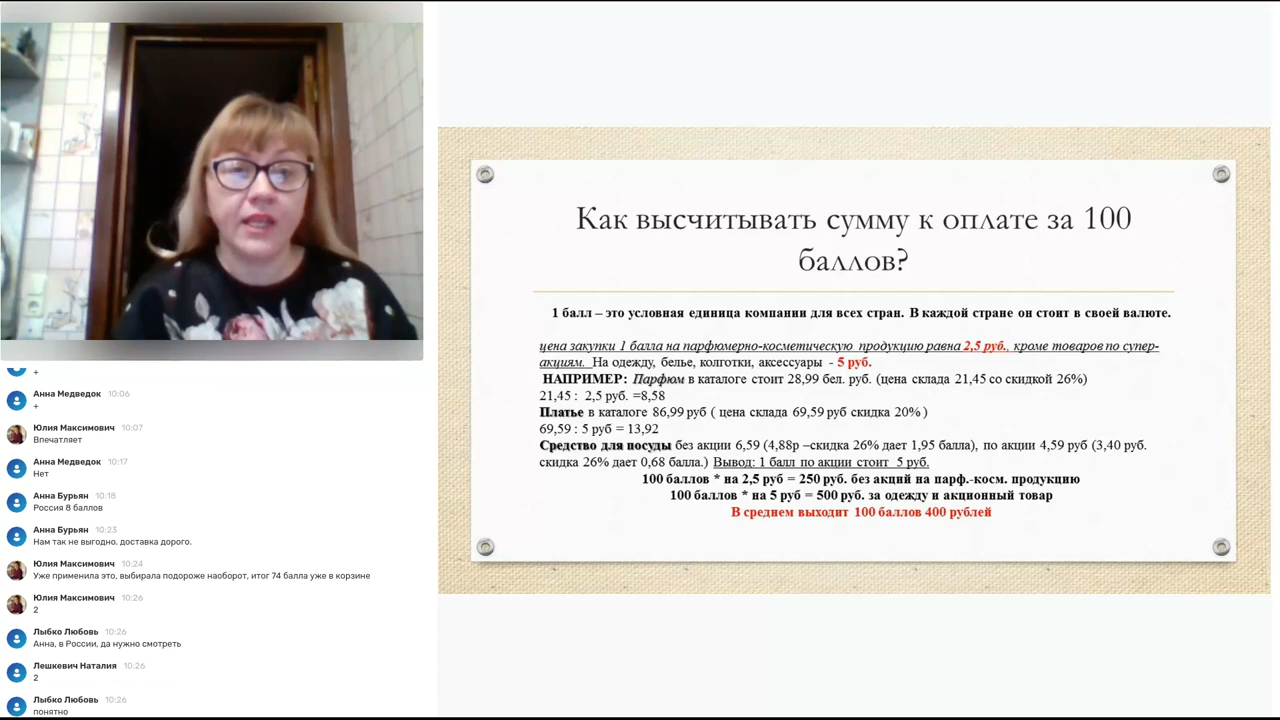 +
Анна Медведок 10:06
+
Юлия Максимович 10:07
Впечатляет
Анна Медведок 10:17
Нет
Анна Бурьян 10:18
Россия 8 баллов
Анна Бурьян 10:23
Нам так не выгодно. доставка дорого.
Юлия Максимович 10:24
Уже применила это, выбирала подороже наоборот, итог 74 балла уже в корзине
Юлия Максимович 10:26
2
Лыбко Любовь 10:26
Анна, в России, да нужно смотреть
Лешкевич Наталия 10:26
2
Лыбко Любовь 10:26
понятно
Как высчитывать сумму к оплате за 100
баллов?
1 балл – это условная единица компании для всех стран. В каждой стране он стоит в своей валюте.
цена закупки 1 балла на парфюмерно-косметическую продукцию равна 2,5 руб., кроме товаров по супер-
акциям. На одежду, белье, колготки, аксессуары - 5 руб.
НАПРИМЕР: Парфюм в каталоге стоит 28,99 бел. руб. (цена склада 21,45 со скидкой 26%)
21,45 : 2,5 руб. =8,58
Платье в каталоге 86,99 руб ( цена склада 69,59 руб скидка 20% )
69,59 : 5 руб = 13,92
Средство для посуды без акции 6,59 (4,88р –скидка 26% дает 1,95 балла), по акции 4,59 руб (3,40 руб.
скидка 26% дает 0,68 балла.) Вывод: 1 балл по акции стоит 5 руб.
100 баллов * на 2,5 руб = 250 руб. без акций на парф.-косм. продукцию
100 баллов * на 5 руб = 500 руб. за одежду и акционный товар
В среднем выходит 100 баллов 400 рублей